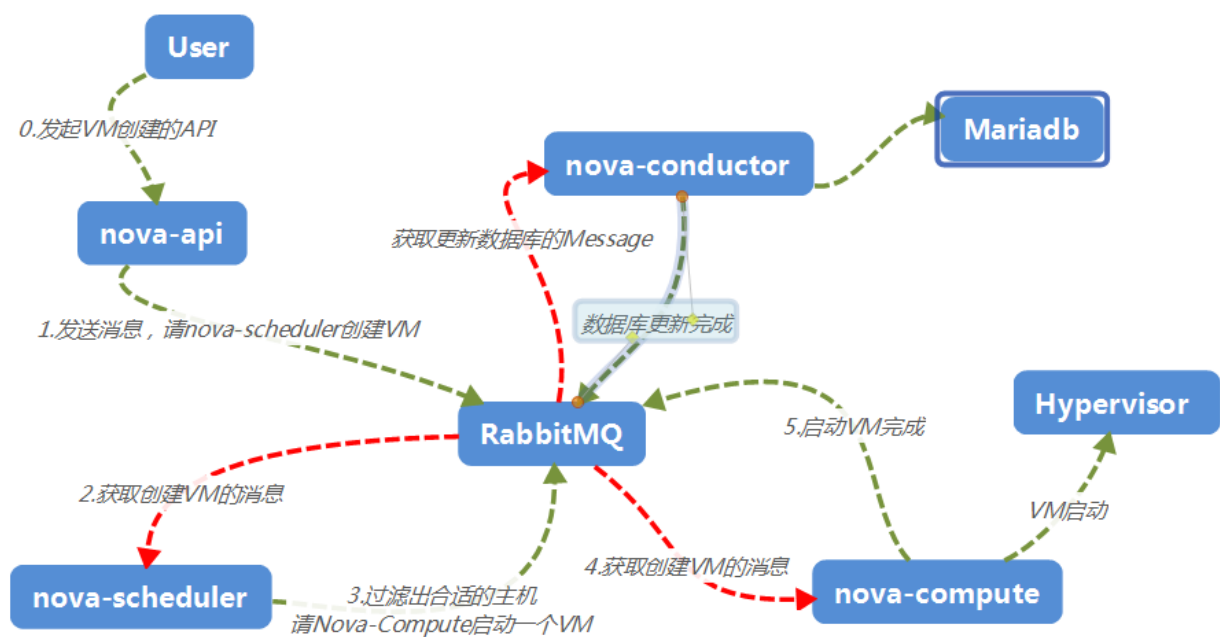 User
0.发起VM创建的API
Mariadb
nova-conductor
nova-api
获取更新数据库的Message
1.发送消息，请nova-scheduler创建VM
数据库更新完成
Hypervisor
RabbitMQ
5.启动VM完成
2.获取创建VM的消息
VM启动
4.获取创建VM的消息
nova-scheduler
3.过滤出合适的主机
请Nova-Compute启动一个VM
nova-compute